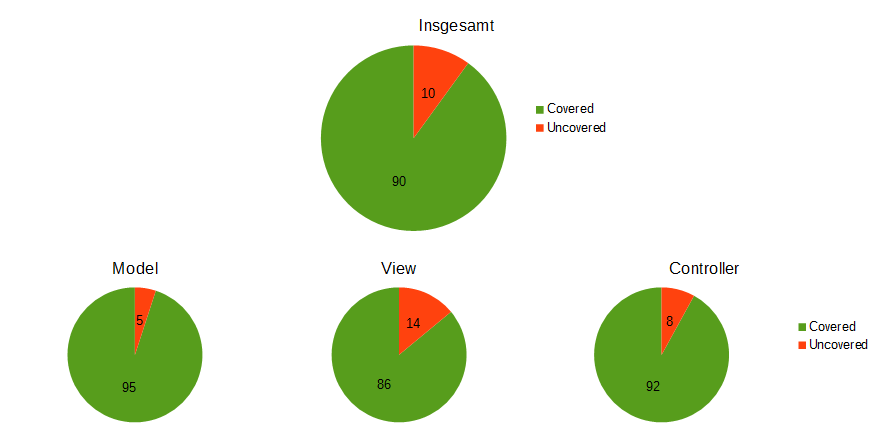 Insgesamt
10
90
Covered
Uncovered
Model
View
Controller
5
95
14
86
8
92
Covered
Uncovered